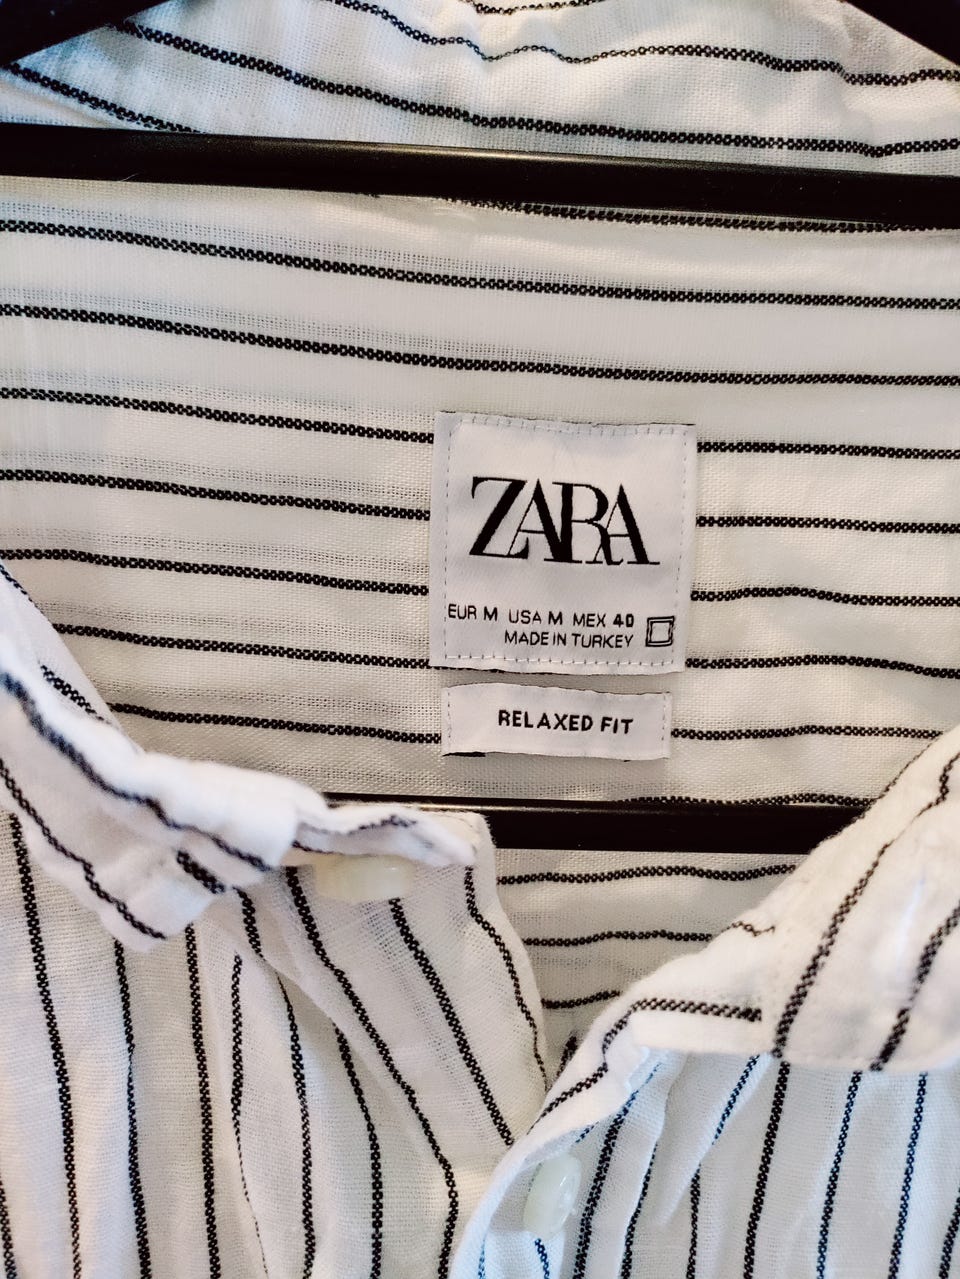 ZARA
EUR M USA M MEX 40
MADE IN TURKEY
RELAXED FIT